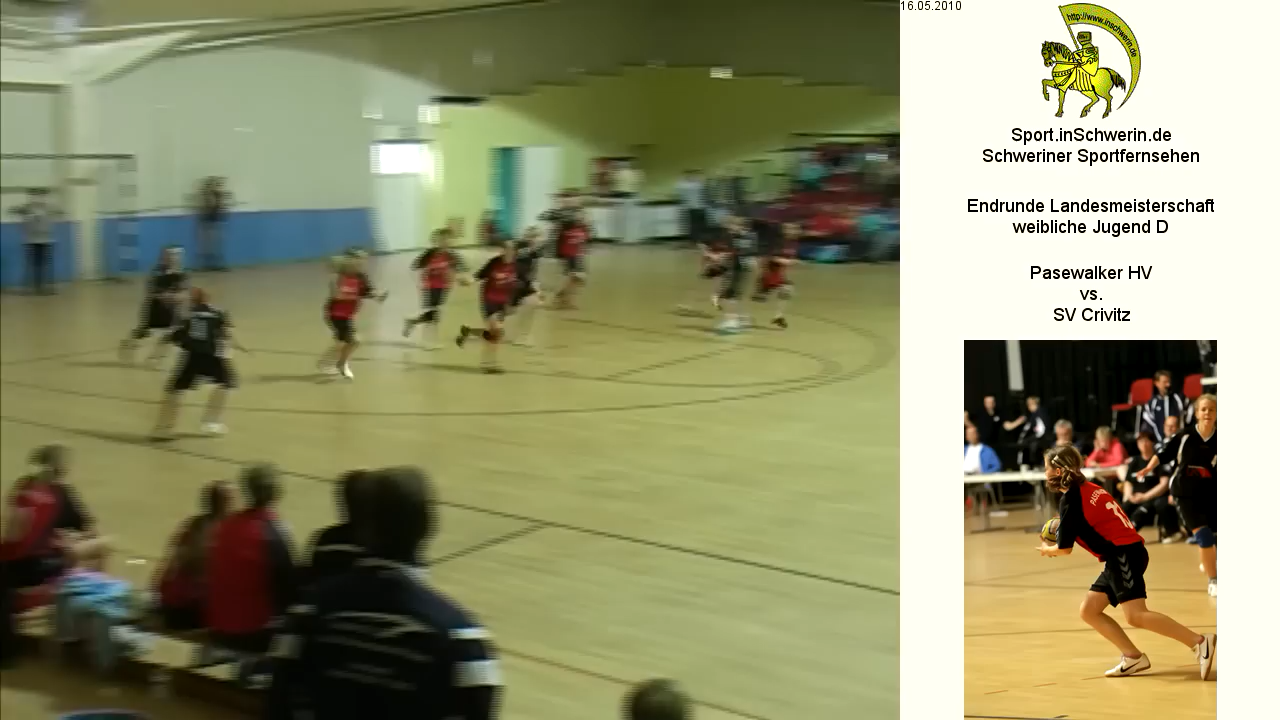 16.05.2010
http://www.inschwerin.de
Sport.inSchwerin.de
Schweriner Sportfernsehen
Endrunde Landesmeisterschaft
weibliche Jugend D
Pasewalker HV
vs.
SV Crivitz